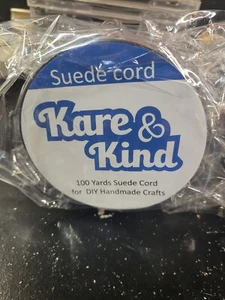 Suede cord
Kare &
Kind
100 Yards Suede Cord
for DIY Handmade Crafts